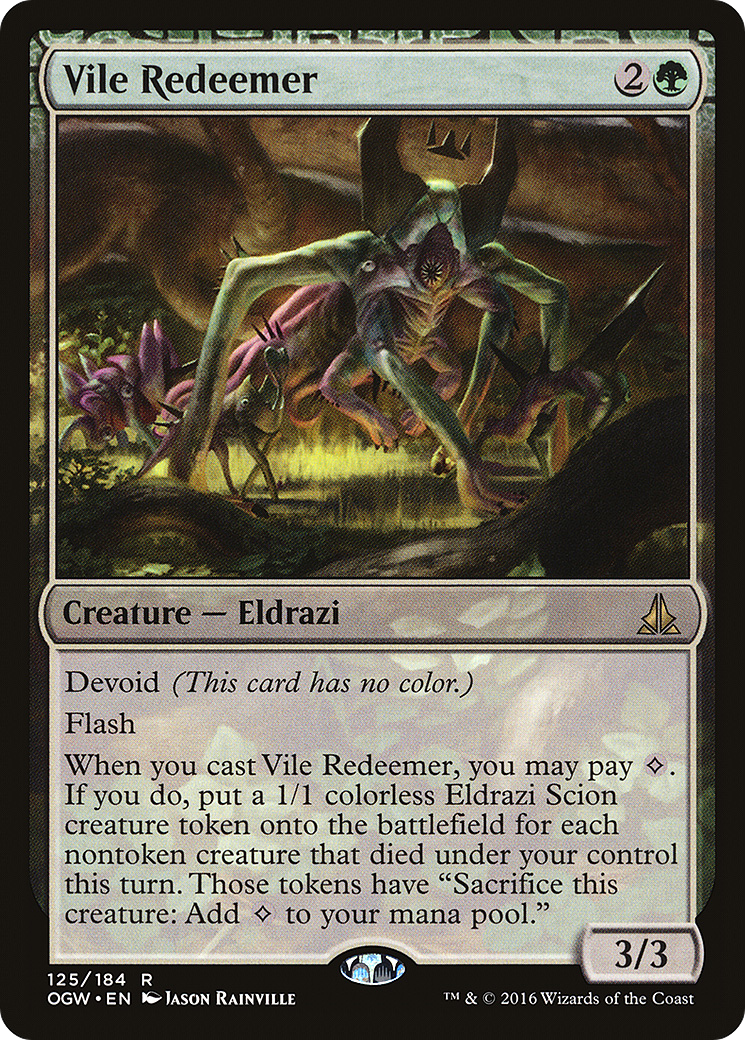 Vile Redeemer 2
Creature — Eldrazi
Devoid (This card has no color.)
Flash
When you cast Vile Redeemer, you may pay ◇.
If you do, put a 1/1 colorless Eldrazi Scion
creature token onto the battlefield for each
nontoken creature that died under your control
this turn. Those tokens have “Sacrifice this
creature: Add ◇ to your mana pool.”
3/3
125/184 R
OGW • EN Jason Rainville
™ & © 2016 Wizards of the Coast